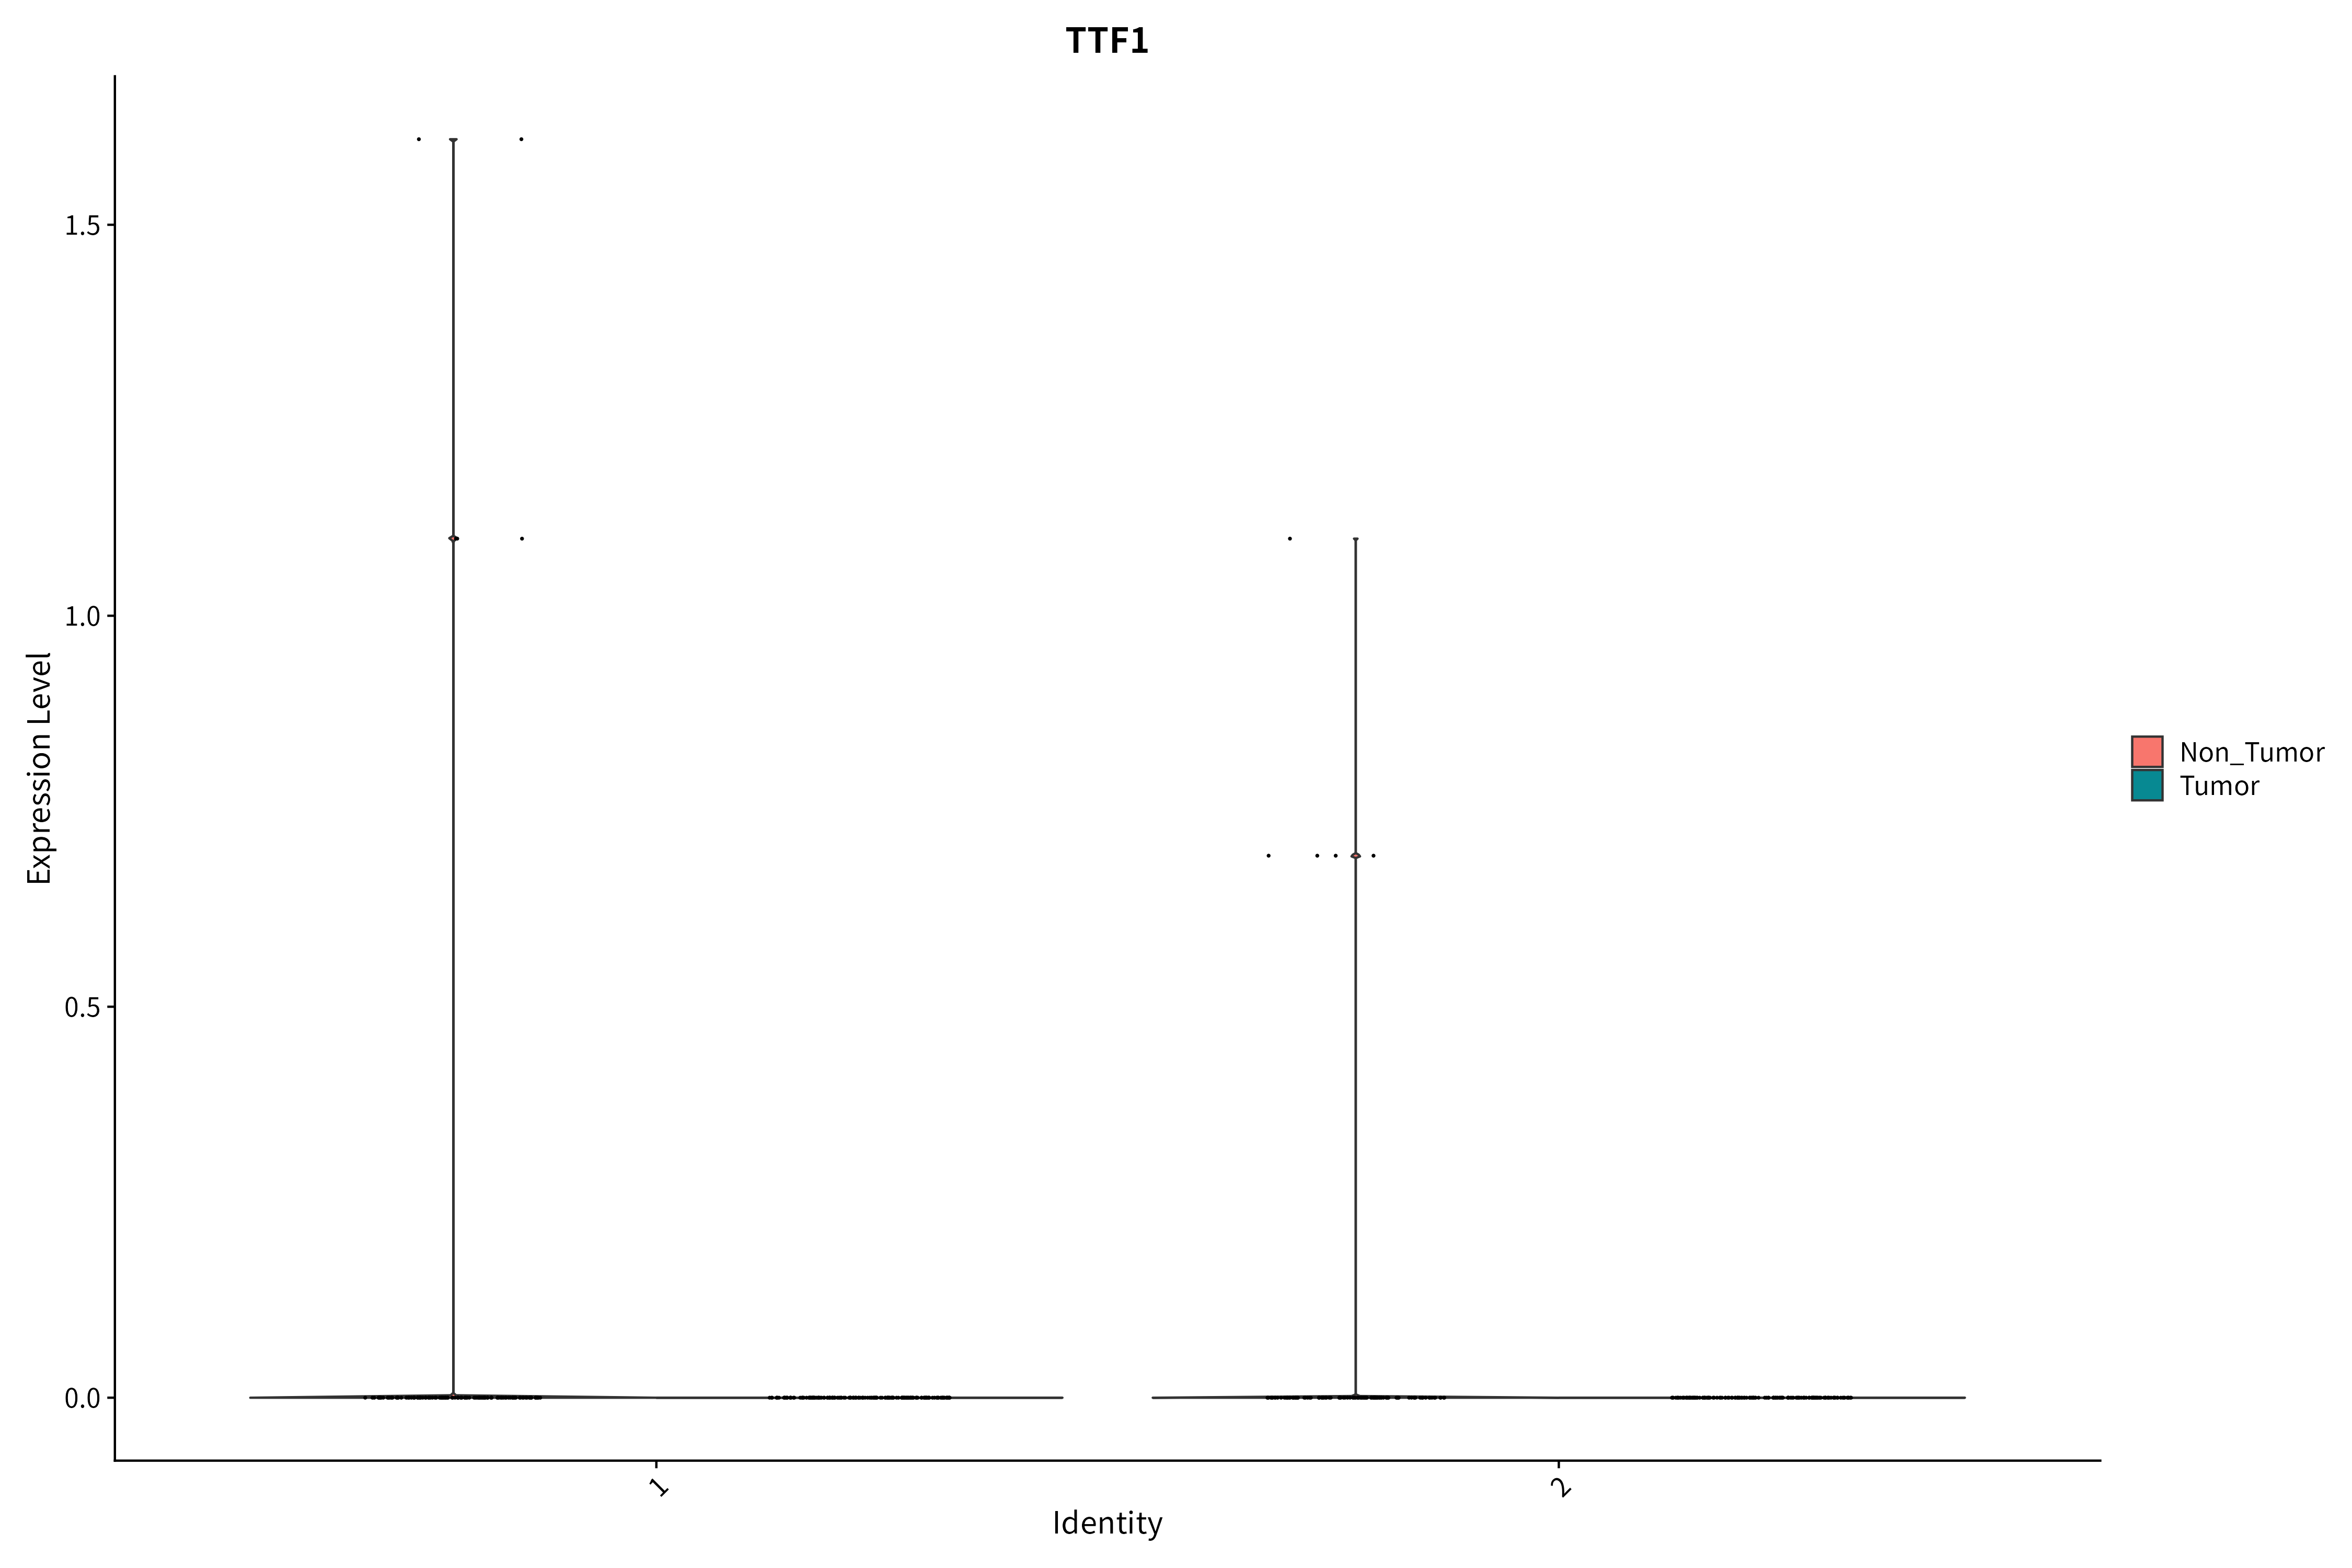 TTF1
Expression Level
1.5
1.0
0.5
0.0
1
2
Identity
Non_Tumor
Tumor